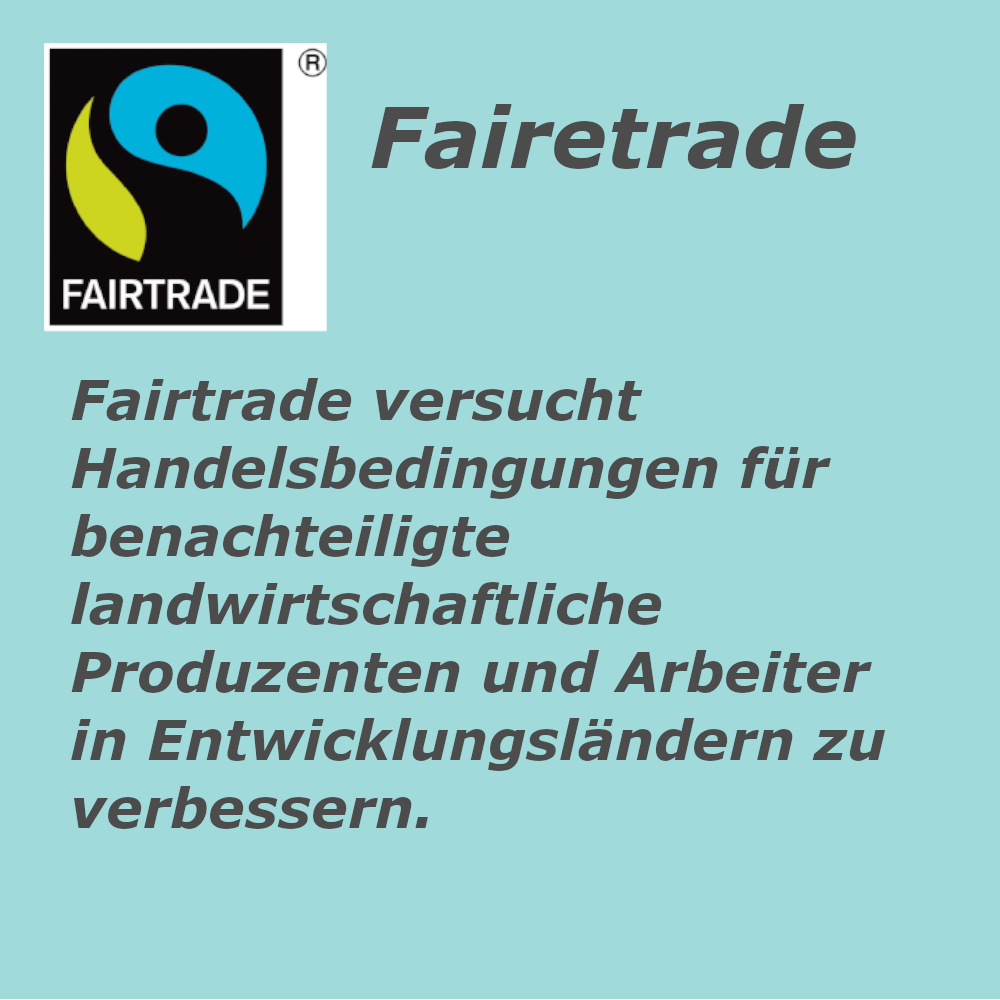 ®
Fairetrade
FAIRTRADE
Fairtrade versucht
Handelsbedingungen für
benachteiligte
landwirtschaftliche
Produzenten und Arbeiter
in Entwicklungsländern zu
verbessern.